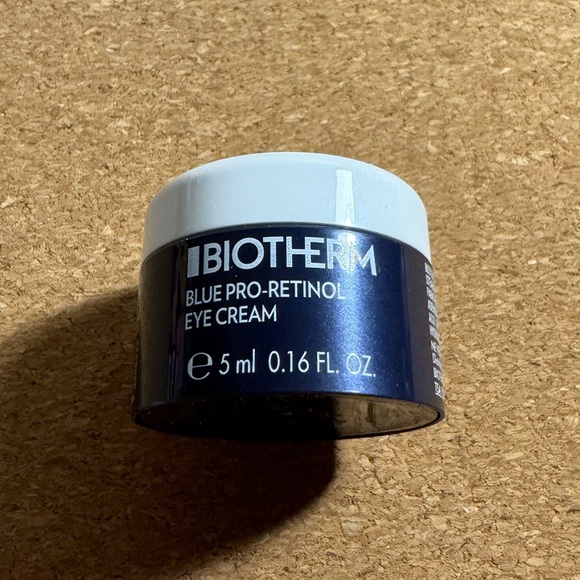 BIOTHERM
BLUE PRO-RETINOL
EYE CREAM
℮ 5 ml 0.16 FL. OZ.